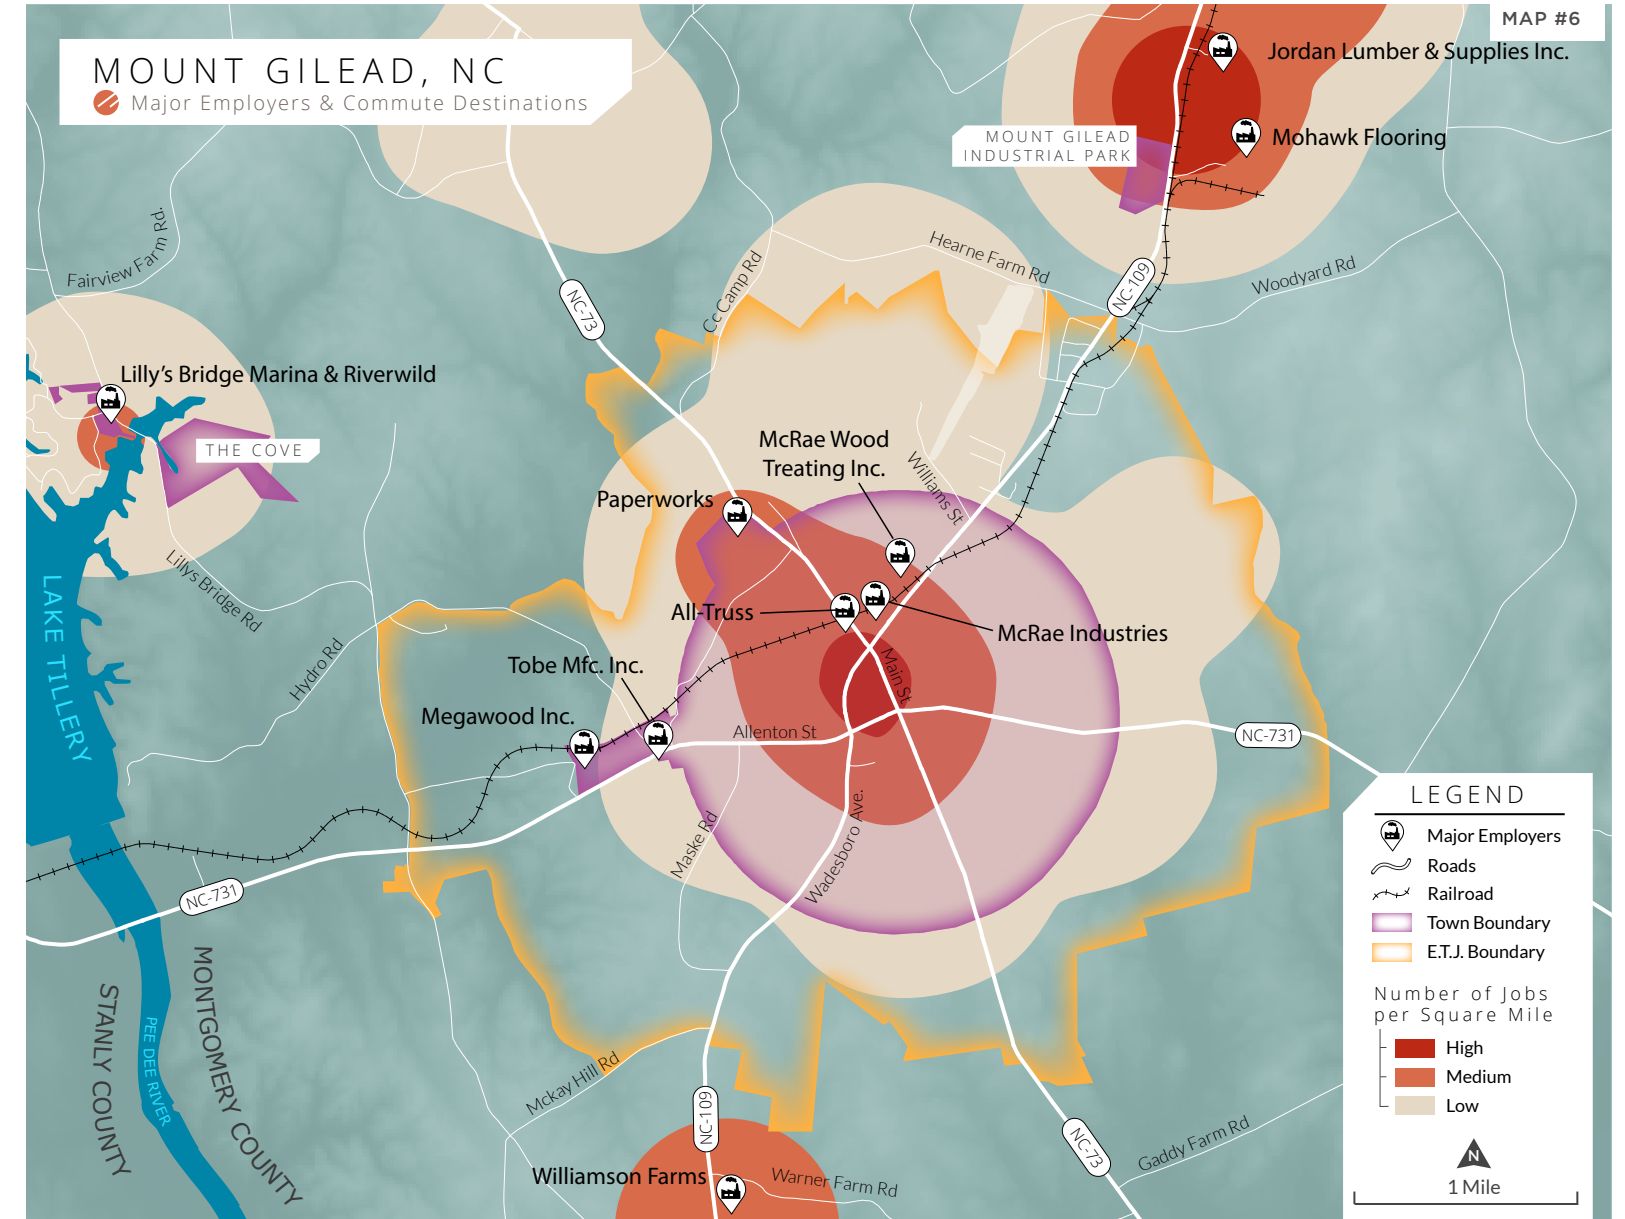 MAP #6
MOUNT GILEAD, NC
Major Employers & Commute Destinations
Jordan Lumber & Supplies Inc.
MOUNT GILEAD
INDUSTRIAL PARK
Mohawk Flooring
Fairview Farm Rd.
Hearne Farm Rd
Cc Camp Rd
NC-73
NC-109
Woodyard Rd
Lilly's Bridge Marina & Riverwild
THE COVE
McRae Wood
Treating Inc.
Williams St
Paperworks
Lillys Bridge Rd
LAKE TILLERY
All-Truss
McRae Industries
Hydro Rd
Tobe Mfc. Inc.
Main St
Megawood Inc.
Allenton St
NC-731
Maske Rd
Wadesboro Ave.
NC-731
STANLY COUNTY
PEE DEE RIVER
MONTGOMERY COUNTY
Mckay Hill Rd
NC-109
NC-73
Gaddy Farm Rd
Williamson Farms
Warner Farm Rd
LEGEND
Major Employers
Roads
Railroad
Town Boundary
E.T.J. Boundary
Number of Jobs
per Square Mile
High
Medium
Low
N
1 Mile